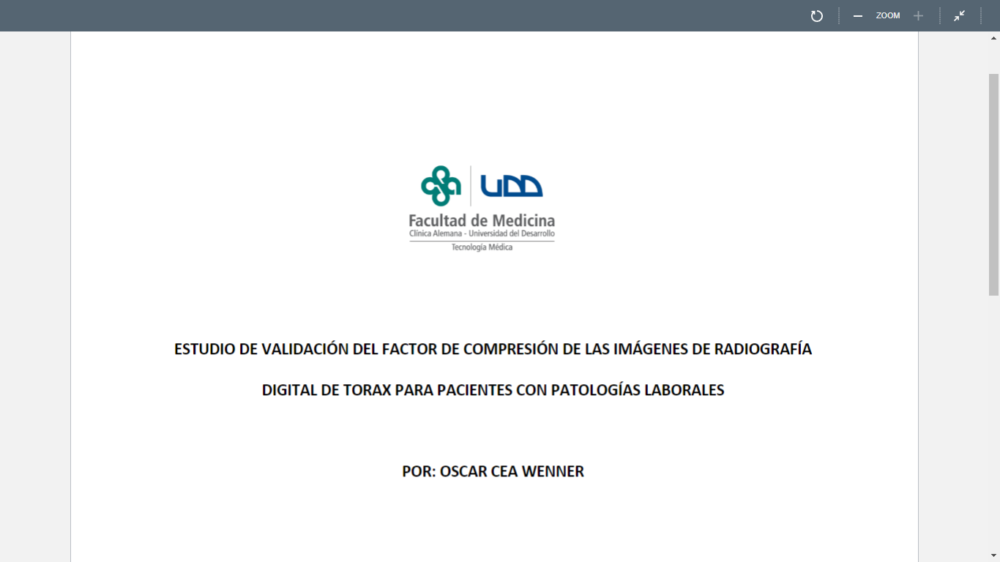 ZOOM
UDD
Facultad de Medicina
Clínica Alemana - Universidad del Desarrollo
Tecnología Médica
ESTUDIO DE VALIDACIÓN DEL FACTOR DE COMPRESIÓN DE LAS IMÁGENES DE RADIOGRAFÍA
DIGITAL DE TORAX PARA PACIENTES CON PATOLOGÍAS LABORALES
POR: OSCAR CEA WENNER